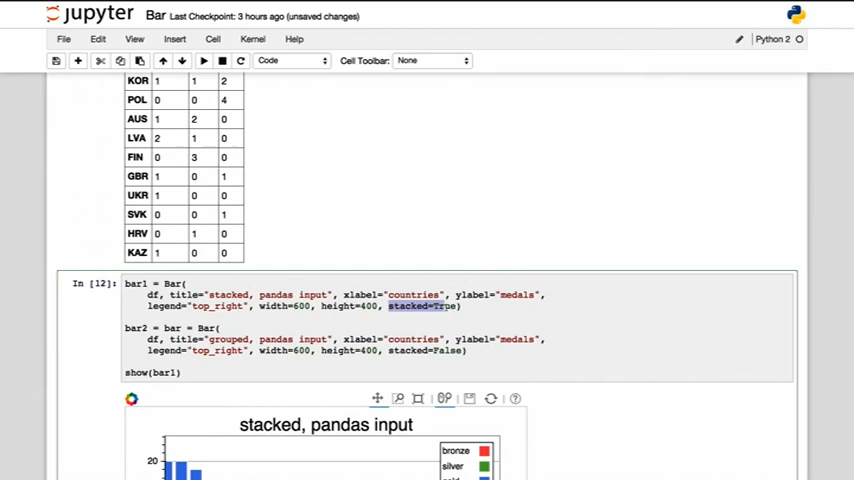 jupyter Bar Last Checkpoint: 3 hours ago (unsaved changes)
File Edit View Insert Cell Kernel Help Python 2
Code Cell Toolbar: None
KOR 1 1 2
POL 0 0 4
AUS 1 2 0
LVA 2 1 0
FIN 0 3 0
GBR 1 0 1
UKR 1 0 0
SVK 0 0 1
HRV 0 1 0
KAZ 1 0 0
In [12]: bar1 = Bar(
df, title="stacked, pandas input", xlabel="countries", ylabel="medals",
legend="top_right", width=600, height=400, stacked=True)
bar2 = bar = Bar(
df, title="grouped, pandas input", xlabel="countries", ylabel="medals",
legend="top_right", width=600, height=400, stacked=False)
show(bar1)
stacked, pandas input
bronze
20
silver